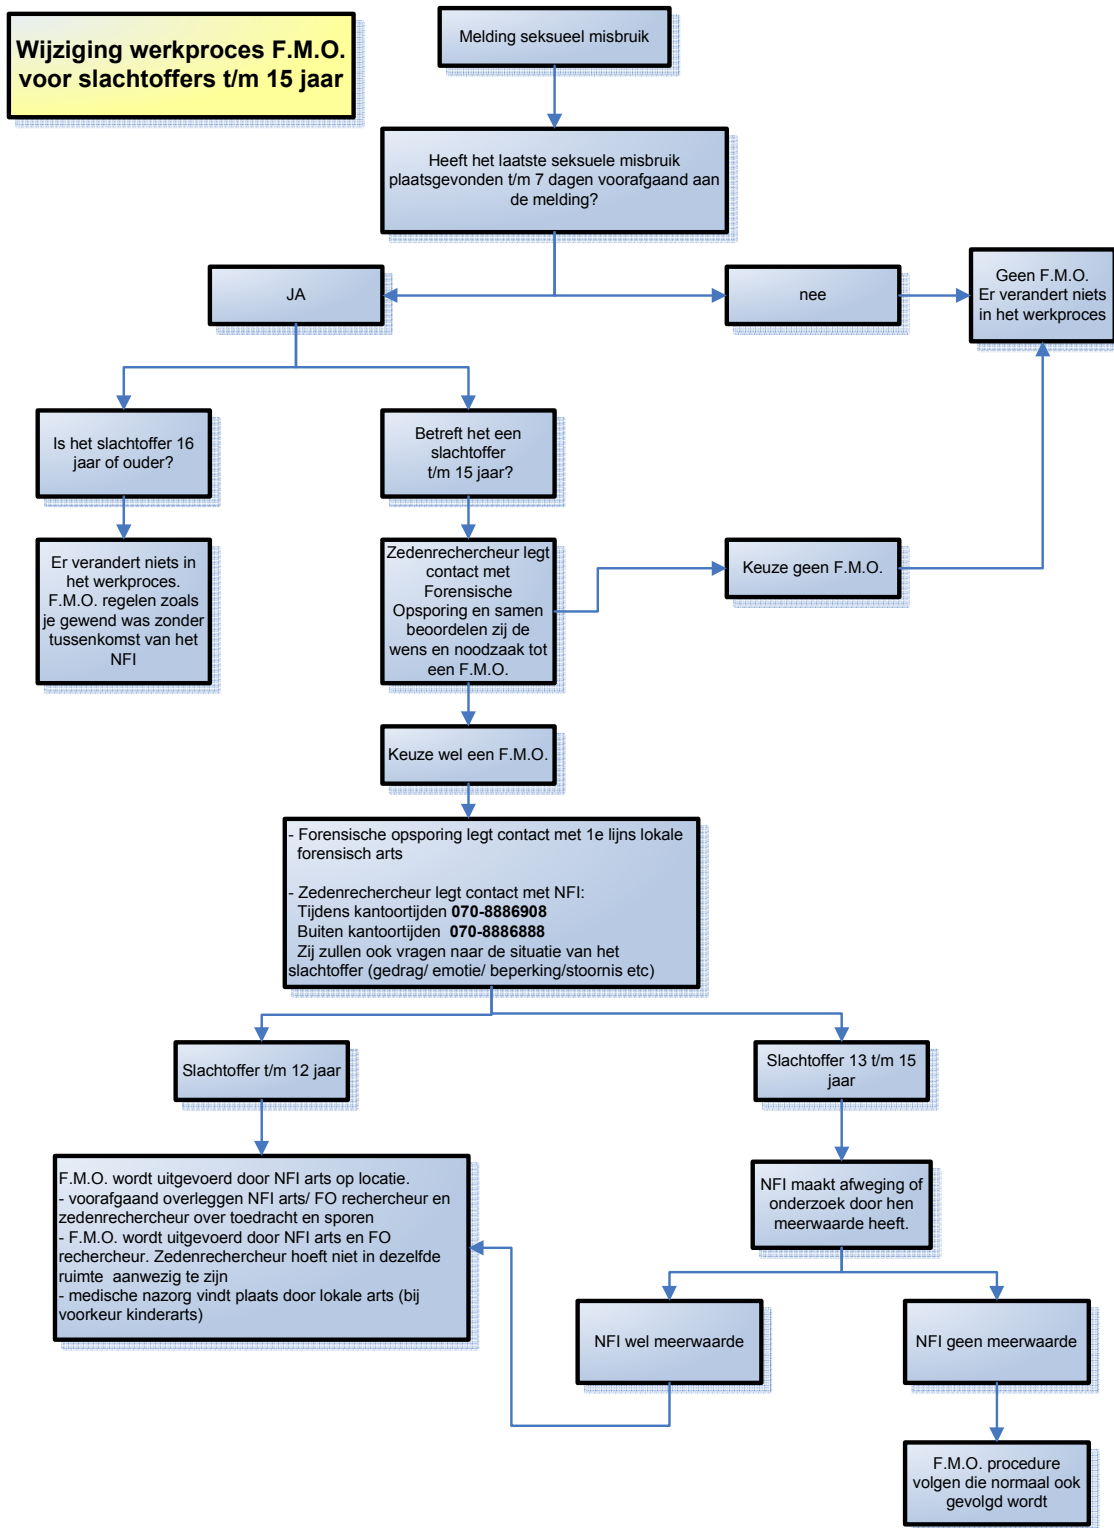 Wijziging werkproces F.M.O.
voor slachtoffers t/m 15 jaar
Melding seksueel misbruik
Heeft het laatste seksuele misbruik
plaatsgevonden t/m 7 dagen voorafgaand aan
de melding?
JA
nee
Geen F.M.O.
Er verandert niets
in het werkproces
Is het slachtoffer 16
jaar of ouder?
Betreft het een
slachtoffer
t/m 15 jaar?
Er verandert niets in
het werkproces.
F.M.O. regelen zoals
je gewend was zonder
tussenkomst van het
NFI
Zedenrechercheur legt
contact met
Forensische
Opsporing en samen
beoordelen zij de
wens en noodzaak tot
een F.M.O.
Keuze geen F.M.O.
Keuze wel een F.M.O.
- Forensische opsporing legt contact met 1e lijns lokale
forensisch arts
- Zedenrechercheur legt contact met NFI:
Tijdens kantoortijden 070-8886908
Buiten kantoortijden 070-8886888
Zij zullen ook vragen naar de situatie van het
slachtoffer (gedrag/ emotie/ beperking/stoornis etc)
Slachtoffer t/m 12 jaar
Slachtoffer 13 t/m 15
jaar
F.M.O. wordt uitgevoerd door NFI arts op locatie.
- voorafgaand overleggen NFI arts/ FO rechercheur en
zedenrechercheur over toedracht en sporen
- F.M.O. wordt uitgevoerd door NFI arts en FO
rechercheur. Zedenrechercheur hoeft niet in dezelfde
ruimte aanwezig te zijn
- medische nazorg vindt plaats door lokale arts (bij
voorkeur kinderarts)
NFI maakt afweging of
onderzoek door hen
meerwaarde heeft.
NFI wel meerwaarde
NFI geen meerwaarde
F.M.O. procedure
volgen die normaal ook
gevolgd wordt